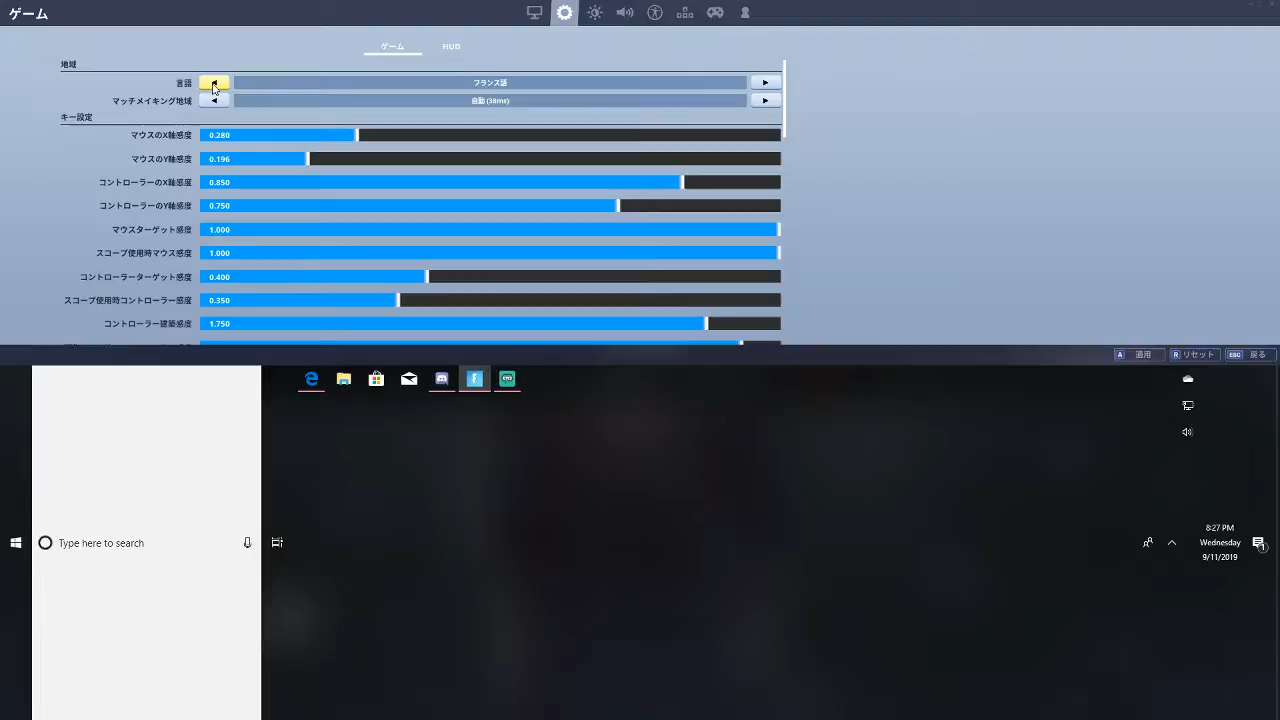 ゲーム
ゲーム HUD
地域
言語 フランス語
マッチメイキング地域 自動 (38ms)
キー設定
マウスのX軸感度 0.280
マウスのY軸感度 0.196
コントローラーのX軸感度 0.850
コントローラーのY軸感度 0.750
マウスターゲット感度 1.000
スコープ使用時マウス感度 1.000
コントローラーターゲット感度 0.400
スコープ使用時コントローラー感度 0.350
コントローラー建築感度 1.750
A 適用 R リセット ESC 戻る
Type here to search
8:27 PM
Wednesday
9/11/2019
1